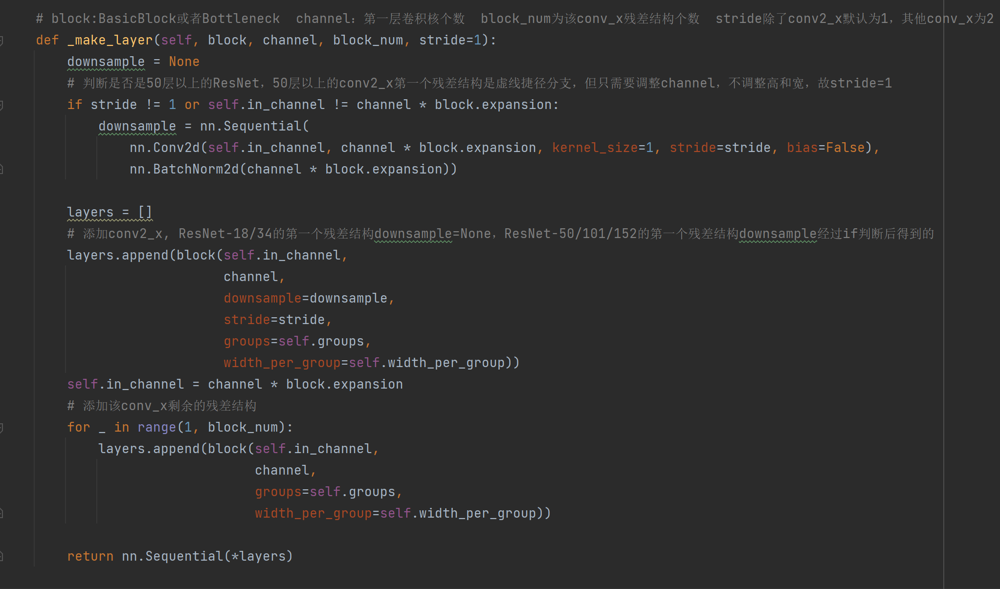 # block:BasicBlock或者Bottleneck  channel：第一层卷积核个数  block_num为该conv_x残差结构个数  stride除了conv2_x默认为1，其他conv_x为2
def _make_layer(self, block, channel, block_num, stride=1):
    downsample = None
    # 判断是否是50层以上的ResNet，50层以上的conv2_x第一个残差结构是虚线捷径分支，但只需要调整channel，不调整高和宽，故stride=1
    if stride != 1 or self.in_channel != channel * block.expansion:
        downsample = nn.Sequential(
            nn.Conv2d(self.in_channel, channel * block.expansion, kernel_size=1, stride=stride, bias=False),
            nn.BatchNorm2d(channel * block.expansion))
    layers = []
    # 添加conv2_x, ResNet-18/34的第一个残差结构downsample=None，ResNet-50/101/152的第一个残差结构downsample经过if判断后得到的
    layers.append(block(self.in_channel,
                        channel,
                        downsample=downsample,
                        stride=stride,
                        groups=self.groups,
                        width_per_group=self.width_per_group))
    self.in_channel = channel * block.expansion
    # 添加该conv_x剩余的残差结构
    for _ in range(1, block_num):
        layers.append(block(self.in_channel,
                            channel,
                            groups=self.groups,
                            width_per_group=self.width_per_group))
    return nn.Sequential(*layers)